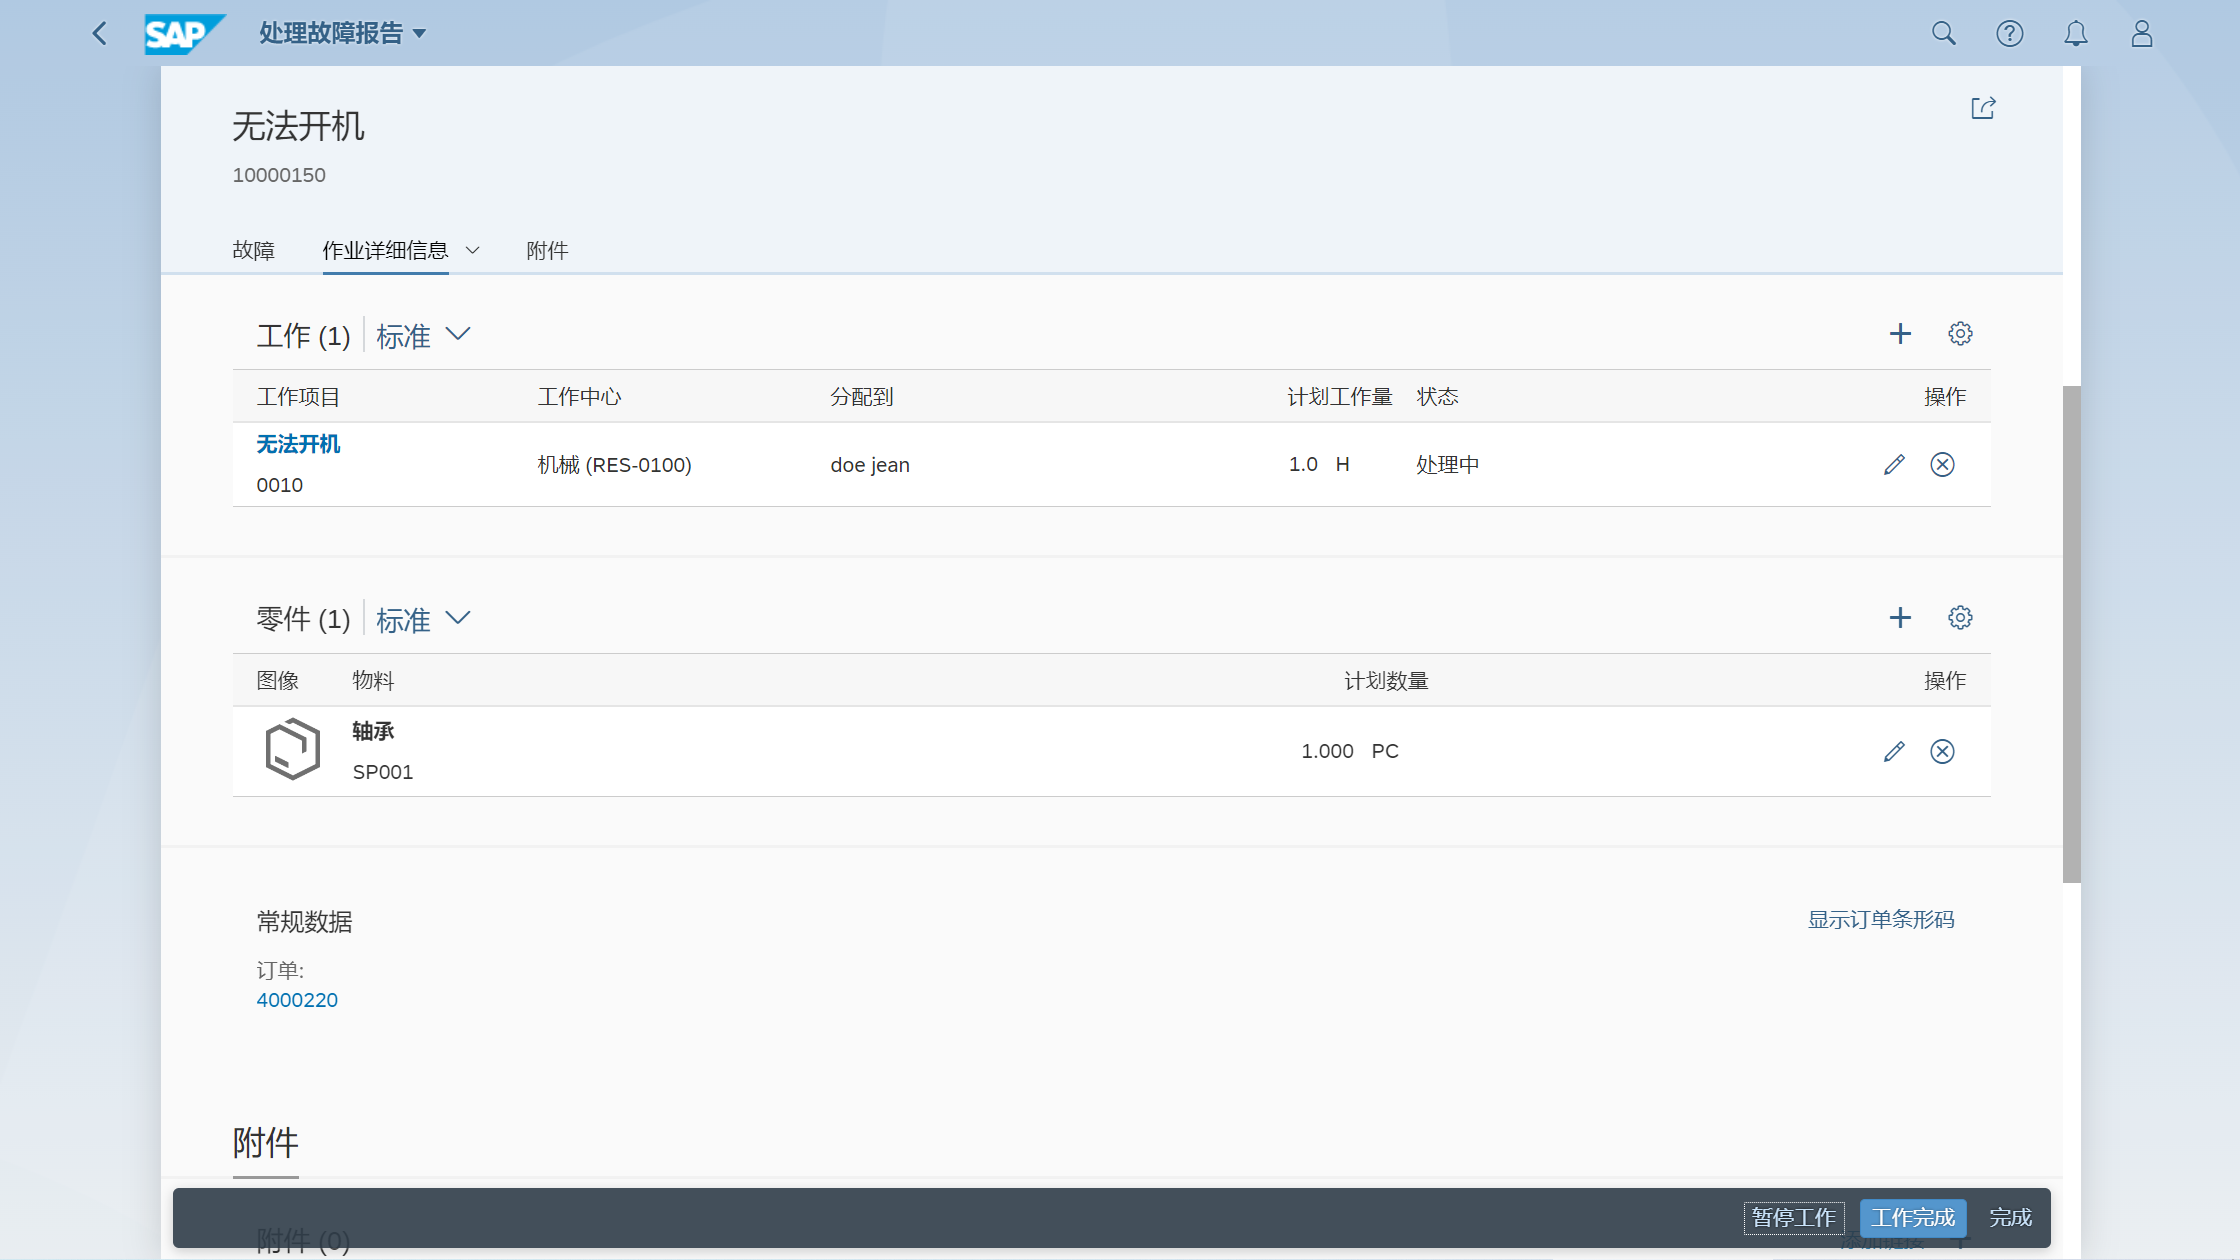 SAP 处理故障报告
无法开机
10000150
故障 作业详细信息 附件
工作 (1) 标准
工作项目 工作中心 分配到 计划工作量 状态 操作
无法开机
0010
机械 (RES-0100) doe jean 1.0 H 处理中
零件 (1) 标准
图像 物料 计划数量 操作
轴承
SP001
1.000 PC
常规数据 显示订单条形码
订单:
4000220
附件
暂停工作 工作完成 完成
附件 (0) 添加链接